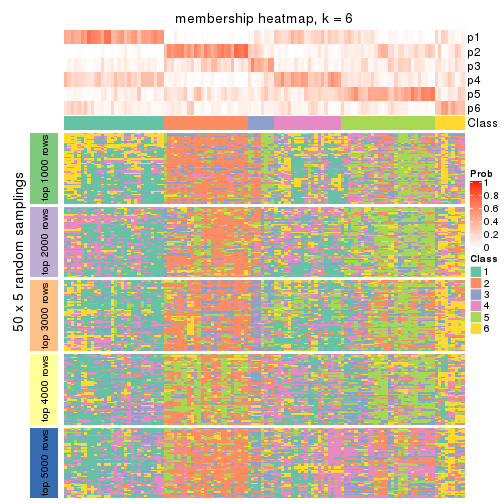 membership heatmap, k = 6
p1
p2
p3
p4
p5
p6
Class
50 x 5 random samplings
top 1000 rows
top 2000 rows
top 3000 rows
top 4000 rows
top 5000 rows
Prob
1
0.8
0.6
0.4
0.2
0
Class
1
2
3
4
5
6